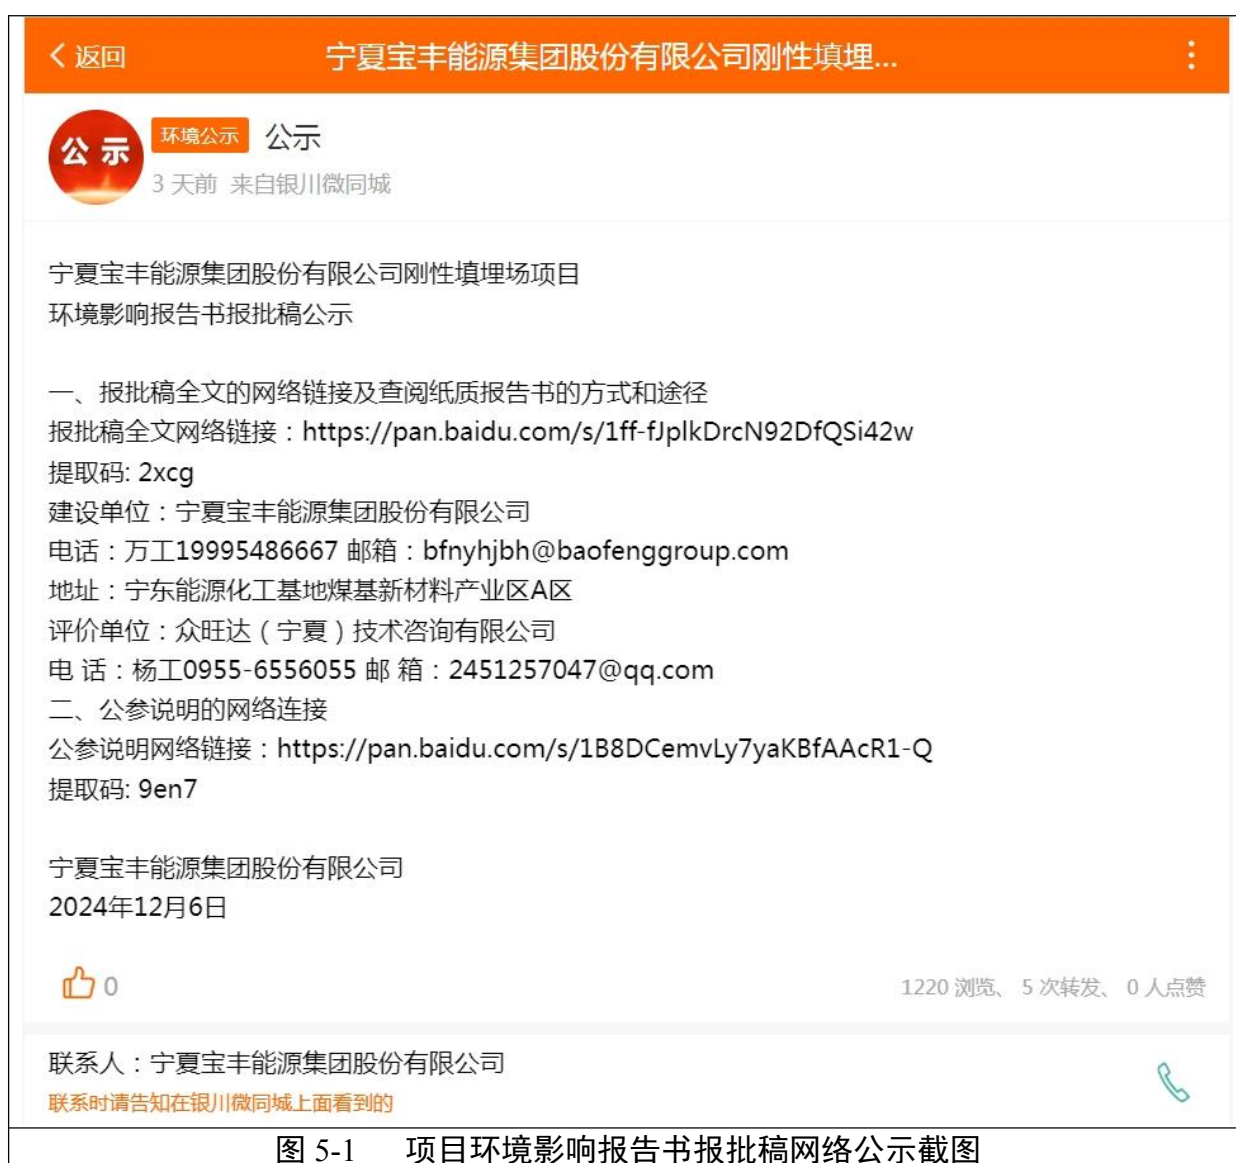 返回
宁夏宝丰能源集团股份有限公司刚性填埋...
公 示
环境公示 公示
3 天前 来自银川微同城
宁夏宝丰能源集团股份有限公司刚性填埋场项目
环境影响报告书报批稿公示
一、报批稿全文的网络链接及查阅纸质报告书的方式和途径
报批稿全文网络链接：https://pan.baidu.com/s/1ff-fJplkDrcN92DfQSi42w
提取码: 2xcg
建设单位：宁夏宝丰能源集团股份有限公司
电话：万工19995486667 邮箱：bfnyhjbh@baofenggroup.com
地址：宁东能源化工基地煤基新材料产业区A区
评价单位：众旺达（宁夏）技术咨询有限公司
电 话：杨工0955-6556055 邮 箱：2451257047@qq.com
二、公参说明的网络连接
公参说明网络链接：https://pan.baidu.com/s/1B8DCemvLy7yaKBfAAcR1-Q
提取码: 9en7
宁夏宝丰能源集团股份有限公司
2024年12月6日
0
1220 浏览、 5 次转发、 0 人点赞
联系人：宁夏宝丰能源集团股份有限公司
联系时请告知在银川微同城上面看到的
图 5-1 项目环境影响报告书报批稿网络公示截图